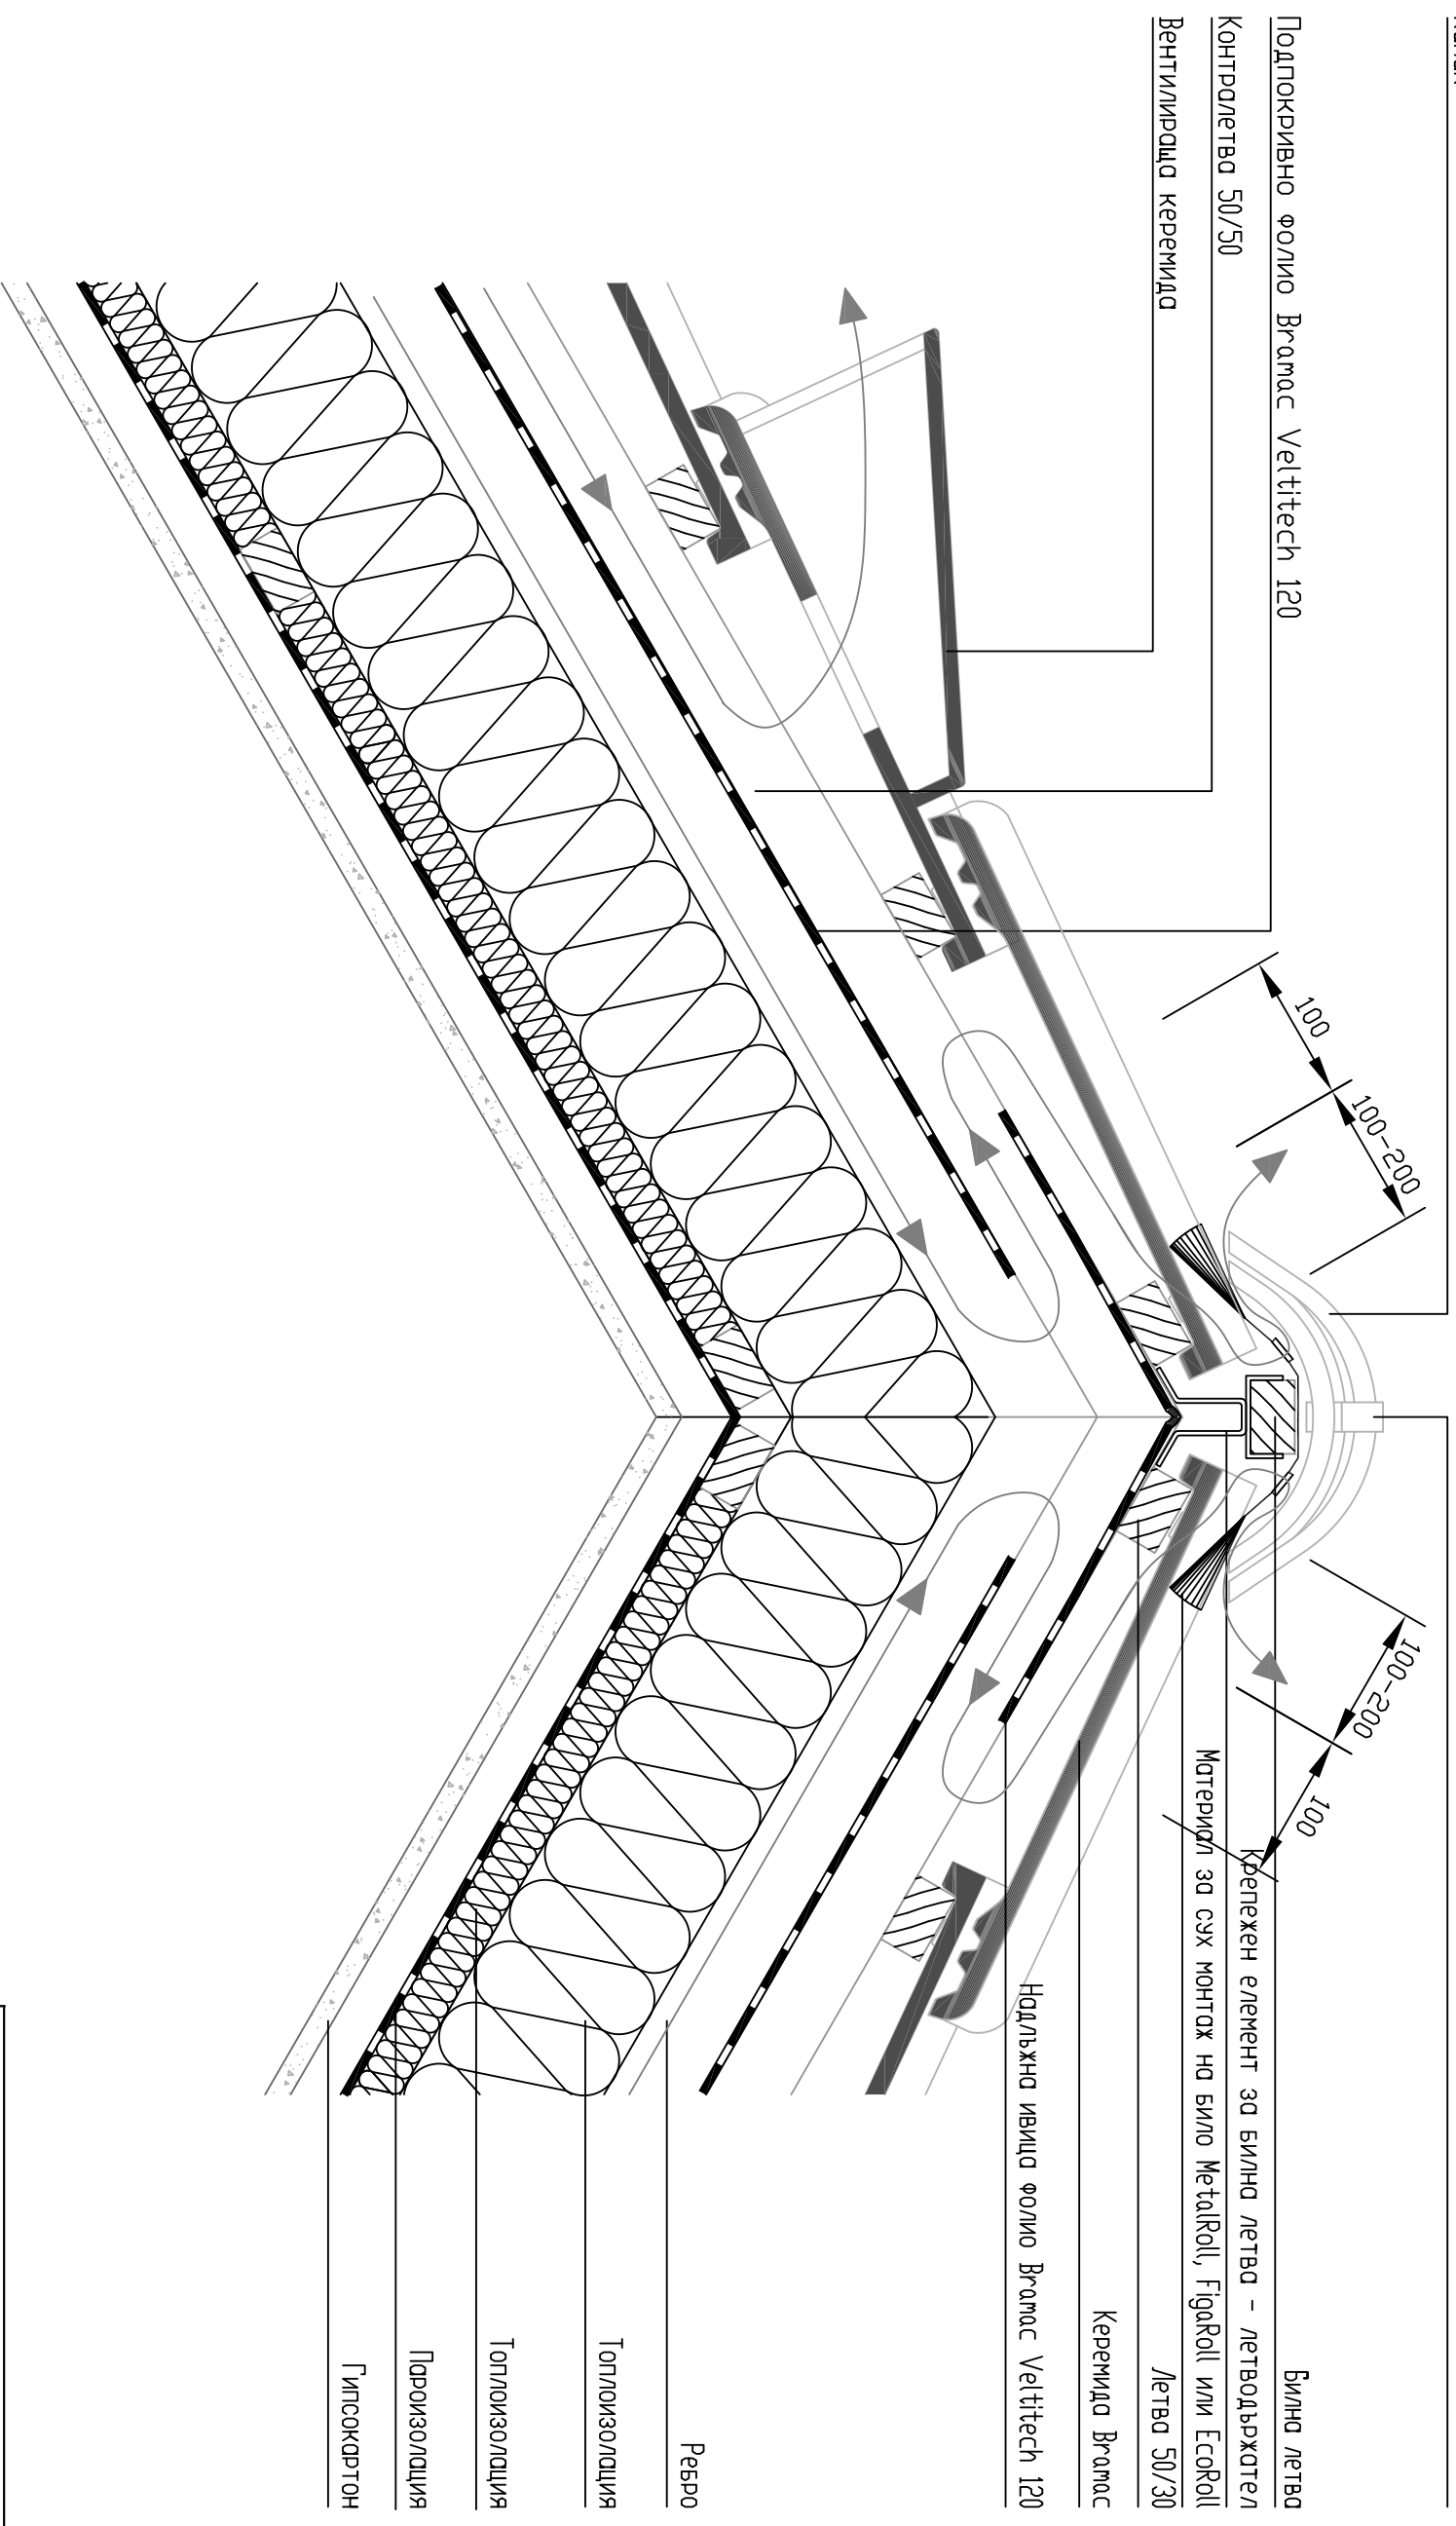 Подпокривно фолио Bramac Veltitech 120
Контралетва 50/50
Вентилираща керемида
100
100-200
100-200
100
Билна летва
Крепежен елемент за билна летва - летводържател
Материал за сух монтаж на било MetalRoll, FigaRoll или EcoRoll
Летва 50/30
Керемида Bramac
Надлъжна ивица фолио Bramac Veltitech 120
Ребро
Топлоизолация
Топлоизолация
Пароизолация
Гипсокартон